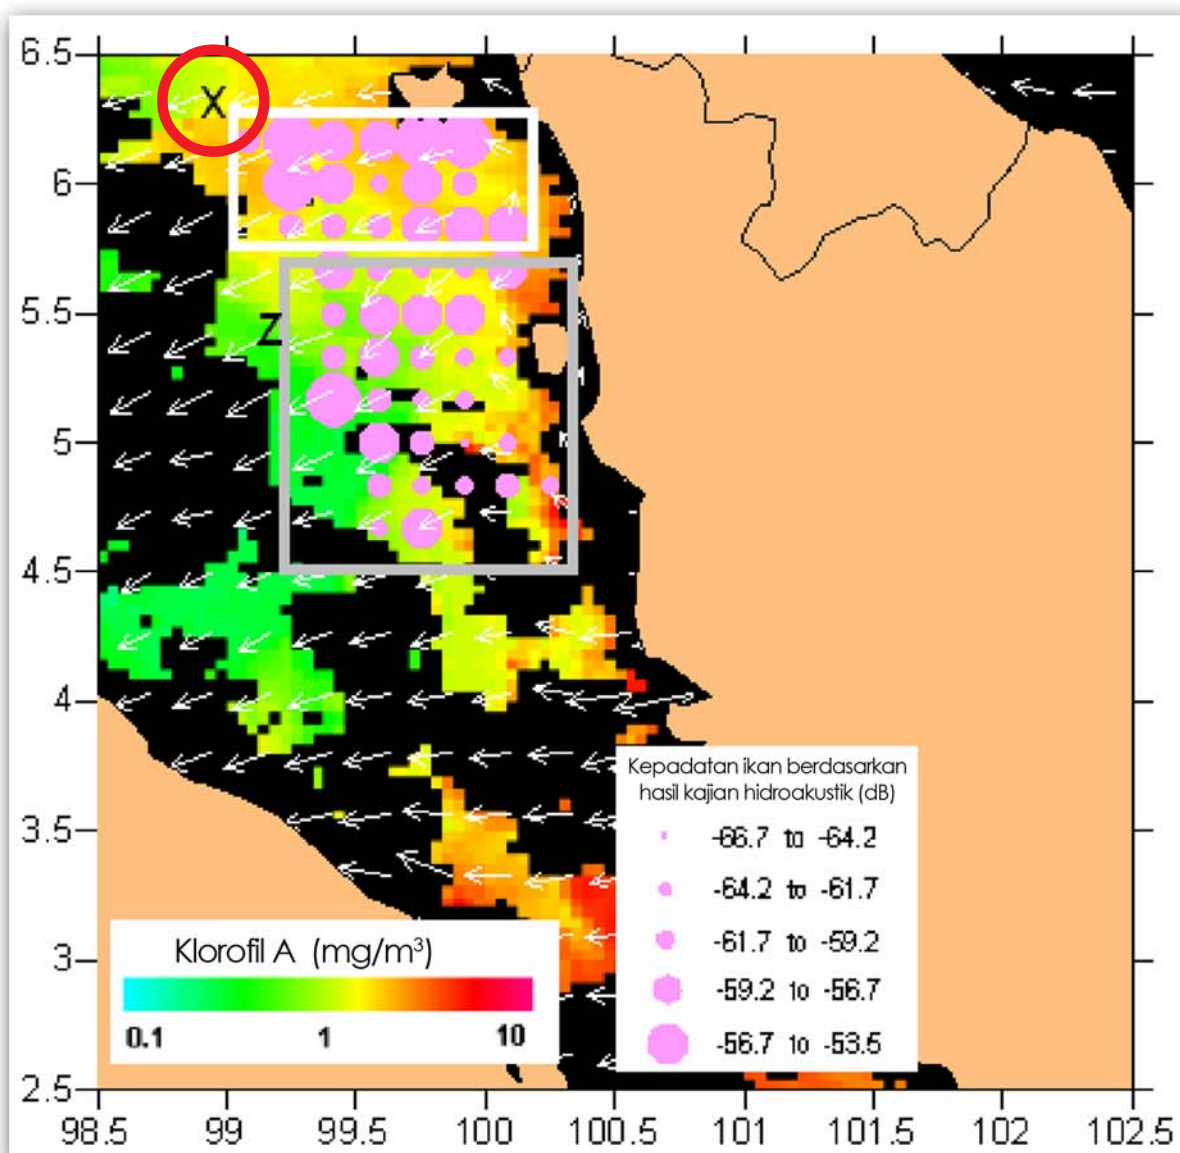 6.5
X
6
5.5
Z
5
4.5
4
3.5
3
2.5
98.5 99 99.5 100 100.5 101 101.5 102 102.5
Kepadatan ikan berdasarkan
hasil kajian hidroakustik (dB)
-66.7 to -64.2
-64.2 to -61.7
-61.7 to -59.2
-59.2 to -56.7
-56.7 to -53.5
Klorofil A (mg/m³)
0.1 1 10